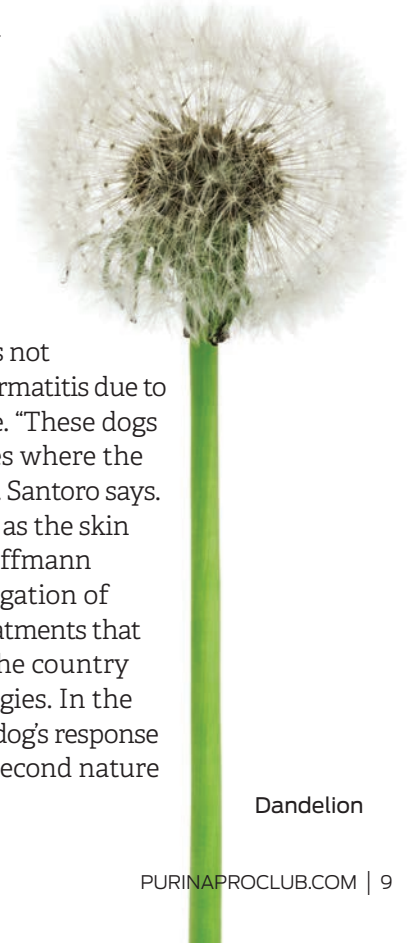 s not
rmatitis due to
e. “These dogs
es where the
Santoro says.
as the skin
ffmann
gation of
atments that
he country
gies. In the
dog’s response
econd nature
Dandelion
PURINAPROCLUB.COM | 9